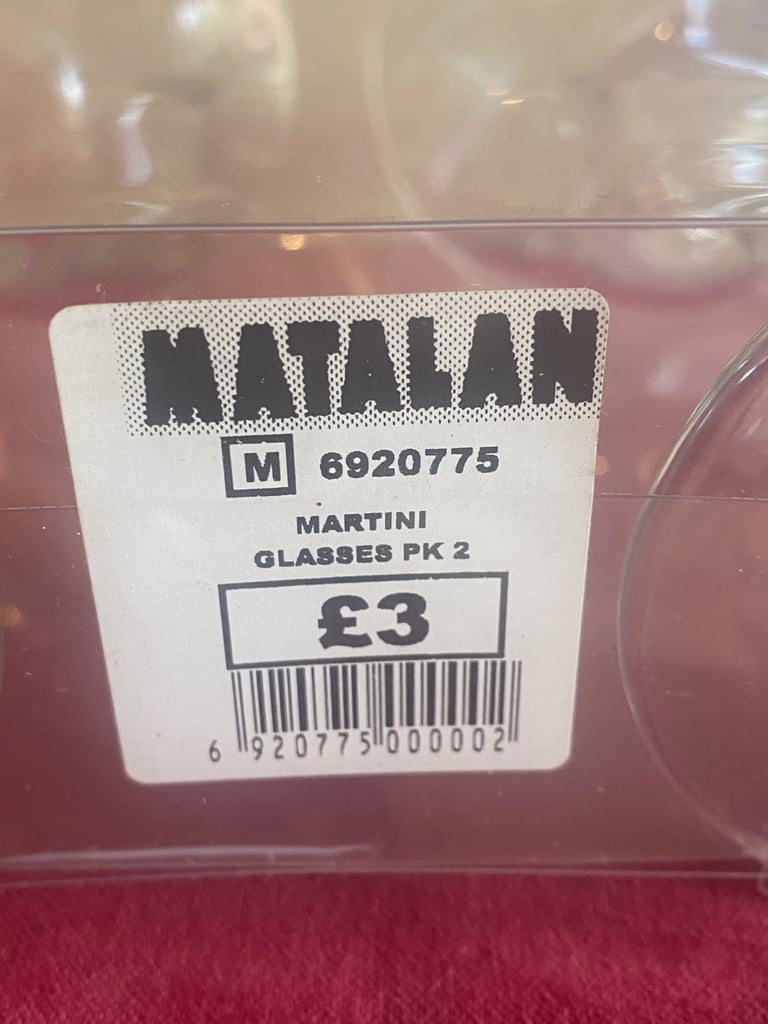 MATALAN
M 6920775
MARTINI
GLASSES PK 2
£3
6 920775 000002